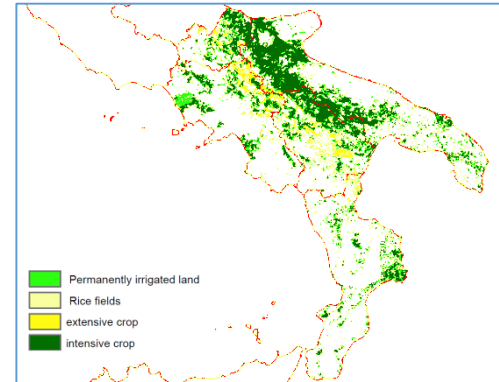 Permanently irrigated land
Rice fields
extensive crop
intensive crop